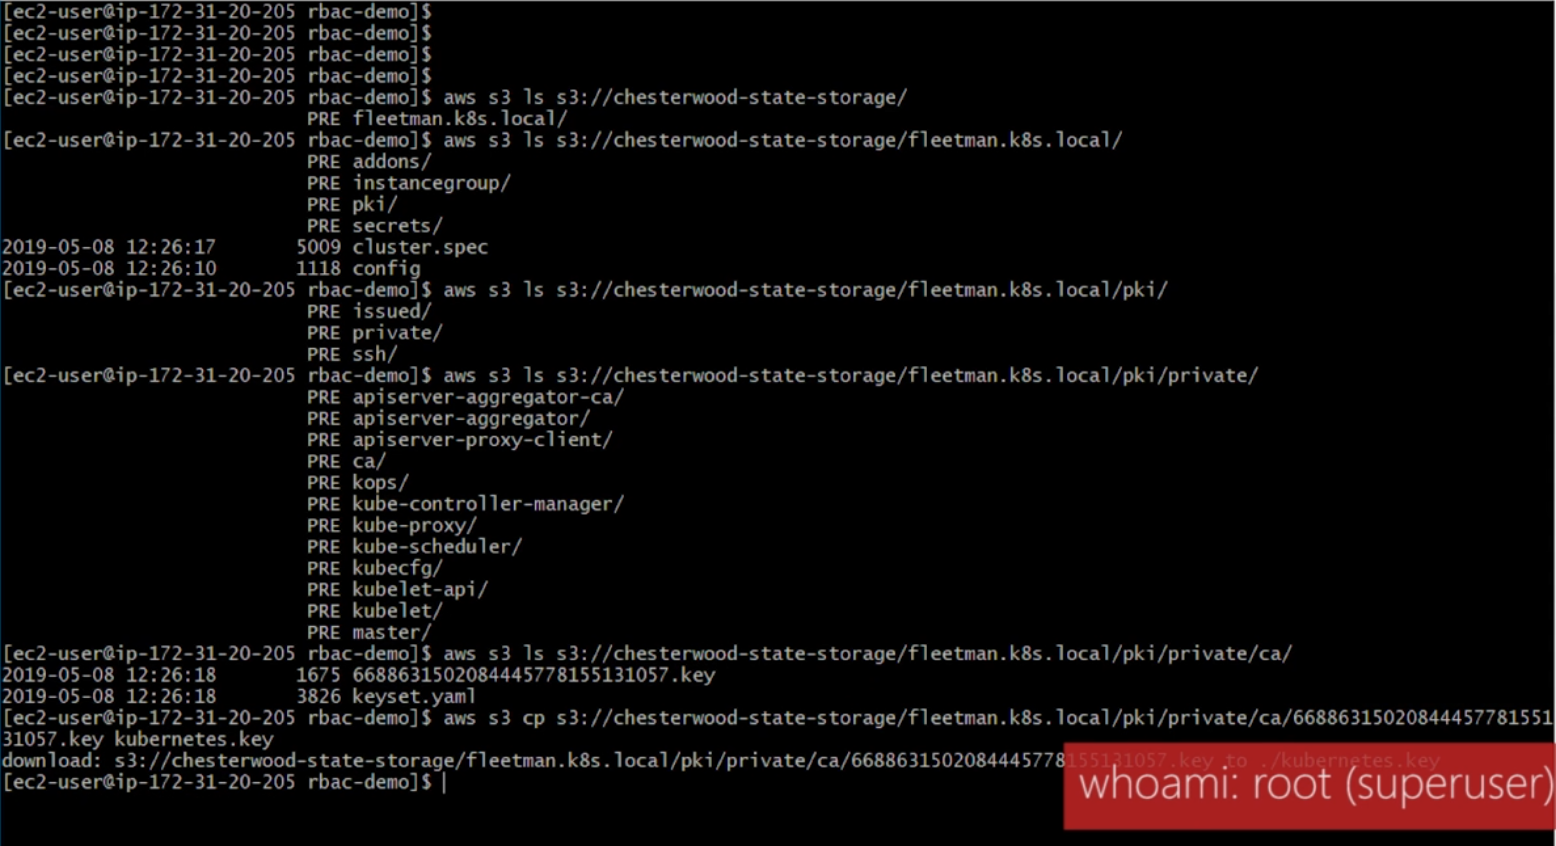 [ec2-user@ip-172-31-20-205 rbac-demo]$
[ec2-user@ip-172-31-20-205 rbac-demo]$
[ec2-user@ip-172-31-20-205 rbac-demo]$
[ec2-user@ip-172-31-20-205 rbac-demo]$
[ec2-user@ip-172-31-20-205 rbac-demo]$ aws s3 ls s3://chesterwood-state-storage/
PRE fleetman.k8s.local/
[ec2-user@ip-172-31-20-205 rbac-demo]$ aws s3 ls s3://chesterwood-state-storage/fleetman.k8s.local/
PRE addons/
PRE instancegroup/
PRE pki/
PRE secrets/
2019-05-08 12:26:17 5009 cluster.spec
2019-05-08 12:26:10 1118 config
[ec2-user@ip-172-31-20-205 rbac-demo]$ aws s3 ls s3://chesterwood-state-storage/fleetman.k8s.local/pki/
PRE issued/
PRE private/
PRE ssh/
[ec2-user@ip-172-31-20-205 rbac-demo]$ aws s3 ls s3://chesterwood-state-storage/fleetman.k8s.local/pki/private/
PRE apiserver-aggregator-ca/
PRE apiserver-aggregator/
PRE apiserver-proxy-client/
PRE ca/
PRE kops/
PRE kube-controller-manager/
PRE kube-proxy/
PRE kube-scheduler/
PRE kubecfg/
PRE kubelet-api/
PRE kubelet/
PRE master/
[ec2-user@ip-172-31-20-205 rbac-demo]$ aws s3 ls s3://chesterwood-state-storage/fleetman.k8s.local/pki/private/ca/
2019-05-08 12:26:18 1675 6688631502084445778155131057.key
2019-05-08 12:26:18 3826 keyset.yaml
[ec2-user@ip-172-31-20-205 rbac-demo]$ aws s3 cp s3://chesterwood-state-storage/fleetman.k8s.local/pki/private/ca/66886315020844457781551
31057.key kubernetes.key
download: s3://chesterwood-state-storage/fleetman.k8s.local/pki/private/ca/6688631502084445778155131057.key to ./kubernetes.key
[ec2-user@ip-172-31-20-205 rbac-demo]$
whoami: root (superuser)